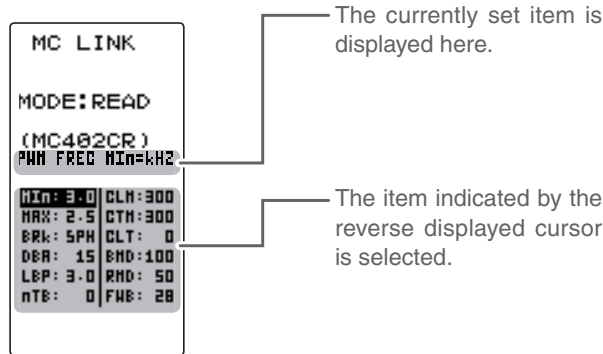 MC LINK
MODE:READ
(MC402CR)
PWM FREQ MIn=kHZ
MIn: 3.0 CLM:300
MAX: 2.5 CTM:300
BRk: 5PH CLT: 0
DBA: 15 BMD:100
LBP: 3.0 RMD: 50
nTB: 0 FWB: 28
The currently set item is
displayed here.
The item indicated by the
reverse displayed cursor
is selected.